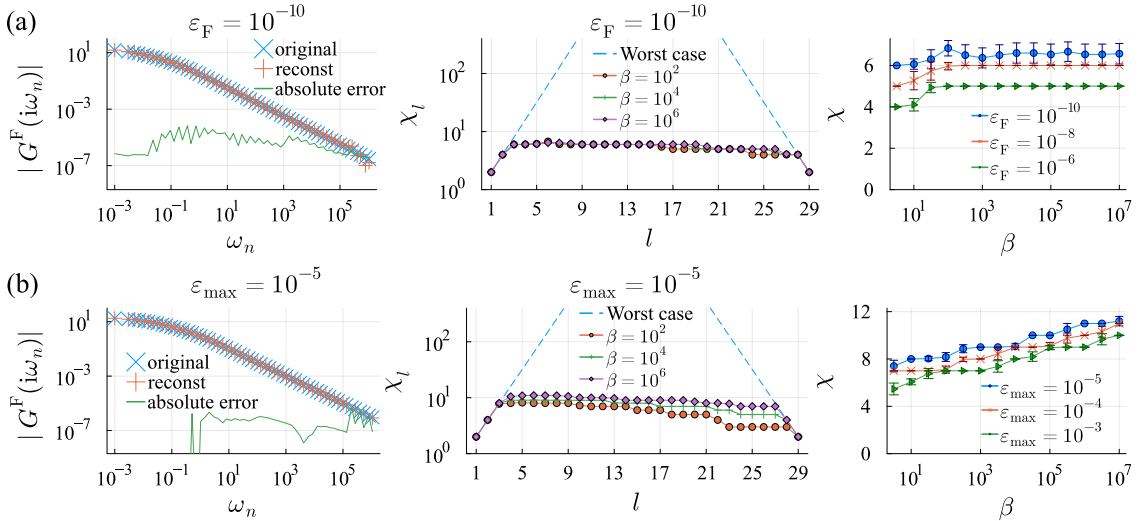 (a)
ε_F = 10^−10
|G^F(iω_n)|
10^1
10^−3
10^−7
original
reconst
absolute error
10^−3 10^−1 10^1 10^3 10^5
ω_n
ε_F = 10^−10
χ_l
10^2
10^1
10^0
Worst case
β = 10^2
β = 10^4
β = 10^6
1 5 9 13 17 21 25 29
l
χ
6
4
2
0
ε_F = 10^−10
ε_F = 10^−8
ε_F = 10^−6
10^1 10^3 10^5 10^7
β
(b)
ε_max = 10^−5
|G^F(iω_n)|
10^1
10^−3
10^−7
original
reconst
absolute error
10^−3 10^−1 10^1 10^3 10^5
ω_n
ε_max = 10^−5
χ_l
10^2
10^1
10^0
Worst case
β = 10^2
β = 10^4
β = 10^6
1 5 9 13 17 21 25 29
l
χ
12
8
4
0
ε_max = 10^−5
ε_max = 10^−4
ε_max = 10^−3
10^1 10^3 10^5 10^7
β